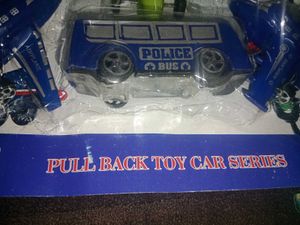 POLICE
BUS
PULL BACK TOY CAR SERIES